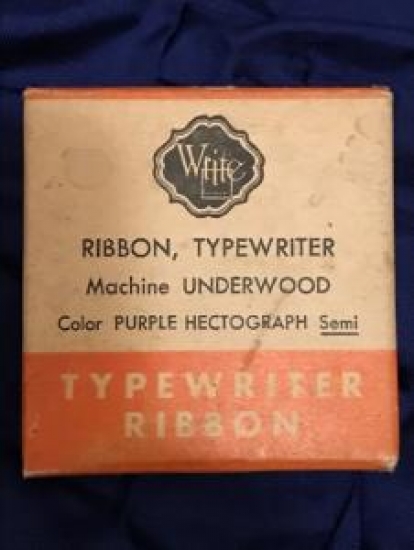 Write
RIBBON, TYPEWRITER
Machine UNDERWOOD
Color PURPLE HECTOGRAPH Semi
TYPEWRITER
RIBBON